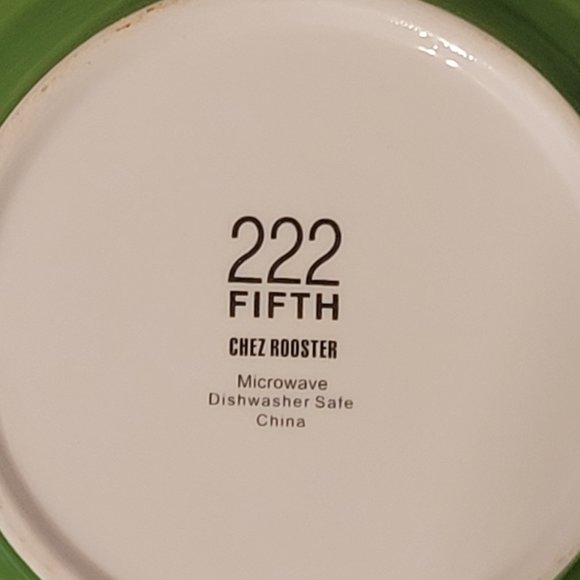 222
FIFTH
CHEZ ROOSTER
Microwave
Dishwasher Safe
China